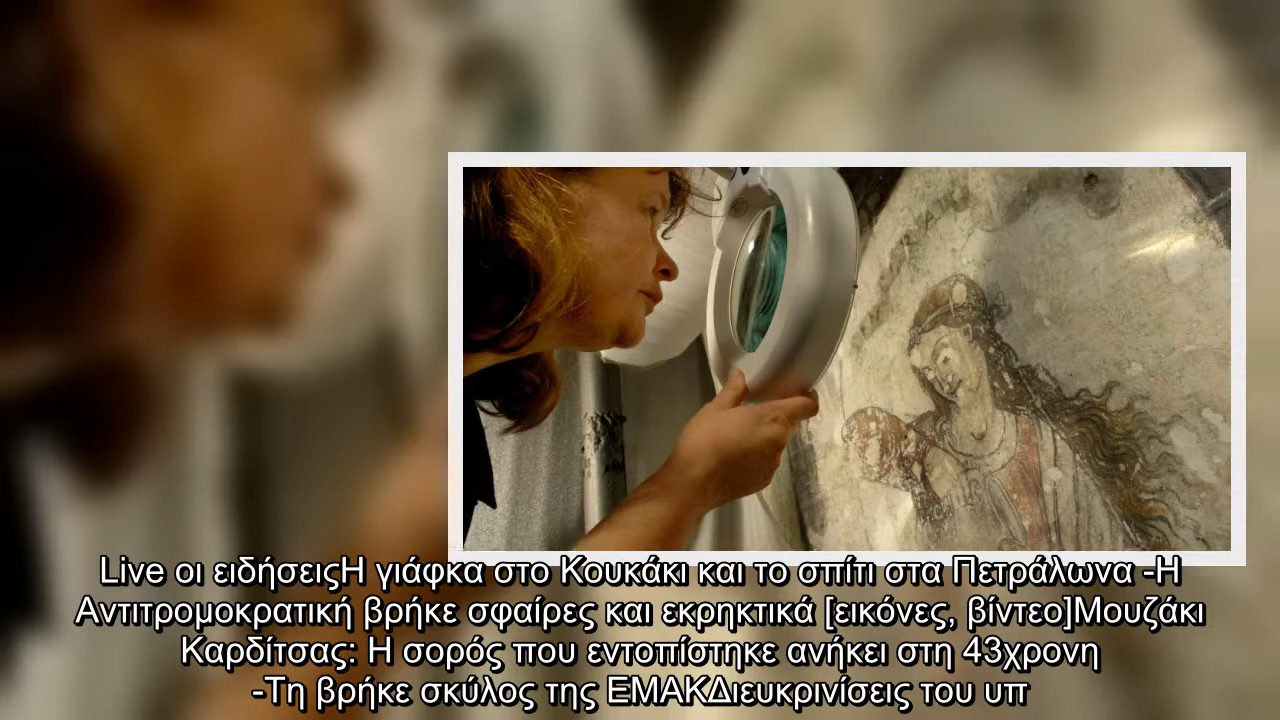 Live οι ειδήσειςΗ γιάφκα στο Κουκάκι και το σπίτι στα Πετράλωνα -Η
Αντιτρομοκρατική βρήκε σφαίρες και εκρηκτικά [εικόνες, βίντεο]Μουζάκι
Καρδίτσας: Η σορός που εντοπίστηκε ανήκει στη 43χρονη
-Τη βρήκε σκύλος της ΕΜΑΚΔιευκρινίσεις του υπ